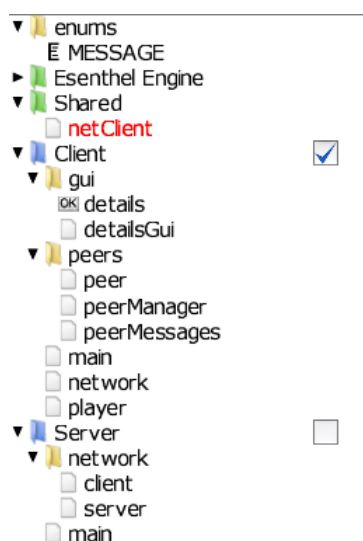 enums
E MESSAGE
Esenthel Engine
Shared
netClient
Client
gui
OK details
detailsGui
peers
peer
peerManager
peerMessages
main
network
player
Server
network
client
server
main